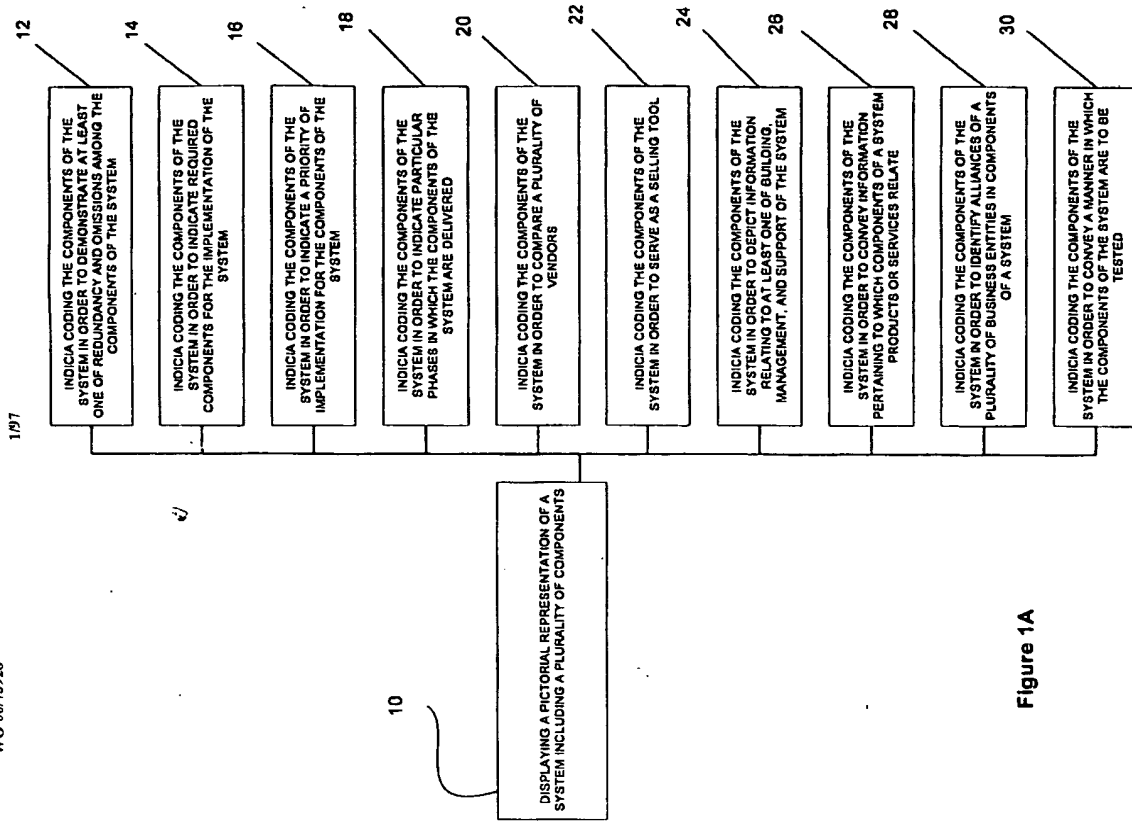 1/97
12
INDICIA CODING THE COMPONENTS OF THE
SYSTEM IN ORDER TO DEMONSTRATE AT LEAST
ONE OF REDUNDANCY AND OMISSIONS AMONG THE
COMPONENTS OF THE SYSTEM
14
INDICIA CODING THE COMPONENTS OF THE
SYSTEM IN ORDER TO INDICATE REQUIRED
COMPONENTS FOR THE IMPLEMENTATION OF THE
SYSTEM
16
INDICIA CODING THE COMPONENTS OF THE
SYSTEM IN ORDER TO INDICATE A PRIORITY OF
IMPLEMENTATION FOR THE COMPONENTS OF THE
SYSTEM
18
INDICIA CODING THE COMPONENTS OF THE
SYSTEM IN ORDER TO INDICATE PARTICULAR
PHASES IN WHICH THE COMPONENTS OF THE
SYSTEM ARE DELIVERED
20
INDICIA CODING THE COMPONENTS OF THE
SYSTEM IN ORDER TO COMPARE A PLURALITY OF
VENDORS
22
INDICIA CODING THE COMPONENTS OF THE
SYSTEM IN ORDER TO SERVE AS A SELLING TOOL
24
INDICIA CODING THE COMPONENTS OF THE
SYSTEM IN ORDER TO DEPICT INFORMATION
RELATING TO AT LEAST ONE OF BUILDING,
MANAGEMENT, AND SUPPORT OF THE SYSTEM
26
INDICIA CODING THE COMPONENTS OF THE
SYSTEM IN ORDER TO CONVEY INFORMATION
PERTAINING TO WHICH COMPONENTS OF A SYSTEM
PRODUCTS OR SERVICES RELATE
28
INDICIA CODING THE COMPONENTS OF THE
SYSTEM IN ORDER TO IDENTIFY ALLIANCES OF A
PLURALITY OF BUSINESS ENTITIES IN COMPONENTS
OF A SYSTEM
30
INDICIA CODING THE COMPONENTS OF THE
SYSTEM IN ORDER TO CONVEY A MANNER IN WHICH
THE COMPONENTS OF THE SYSTEM ARE TO BE
TESTED
10
DISPLAYING A PICTORIAL REPRESENTATION OF A
SYSTEM INCLUDING A PLURALITY OF COMPONENTS
Figure 1A